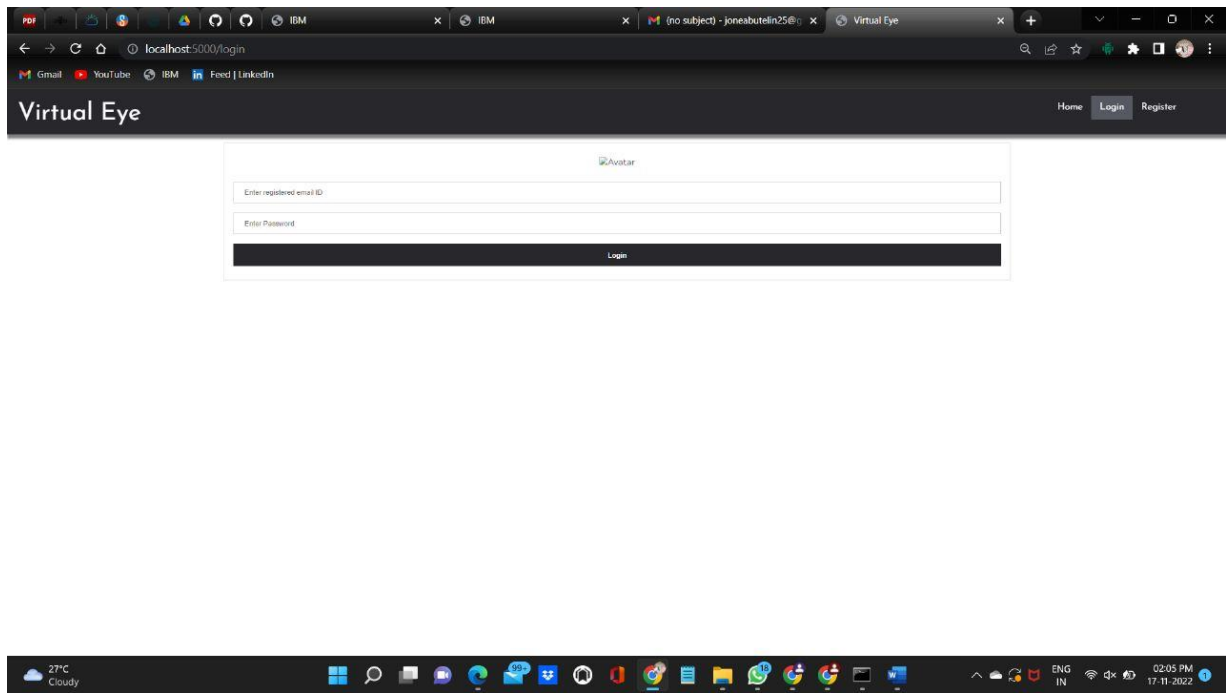 PDF IBM IBM (no subject) - joneabutelin25@g Virtual Eye
localhost:5000/login
Gmail YouTube IBM Feed | LinkedIn
Virtual Eye Home Login Register
Avatar
Enter registered email ID
Enter Password
Login
27°C
Cloudy
99+
18
ENG
IN
02:05 PM
17-11-2022
1